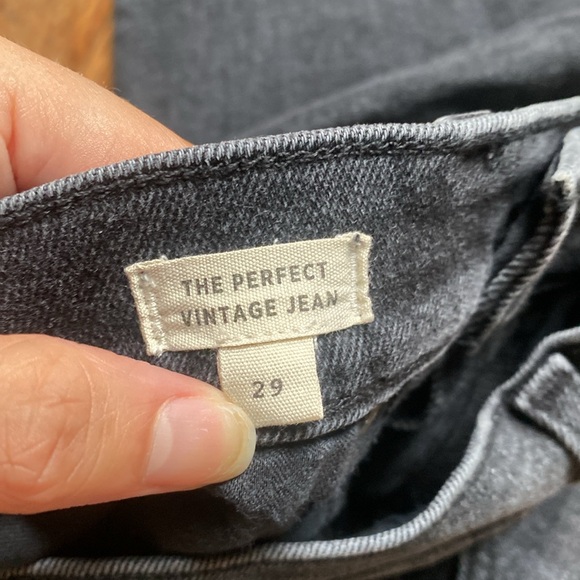 THE PERFECT
VINTAGE JEAN
29